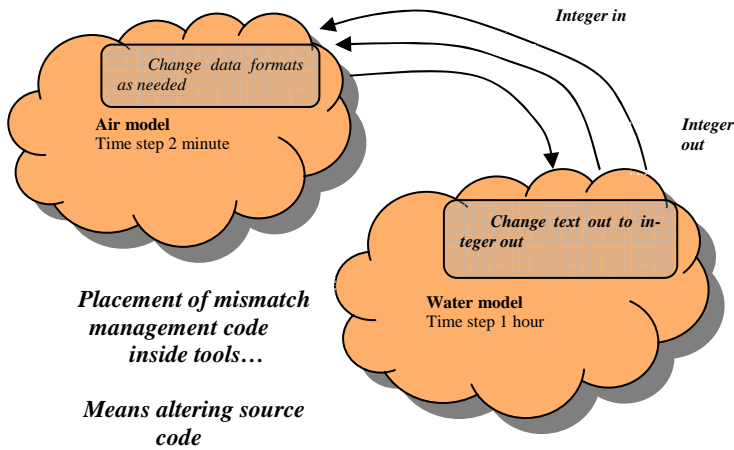 Integer in
Change data formats
as needed
Air model
Time step 2 minute
Integer
out
Change text out to in-
teger out
Water model
Time step 1 hour
Placement of mismatch
management code
inside tools…
Means altering source
code